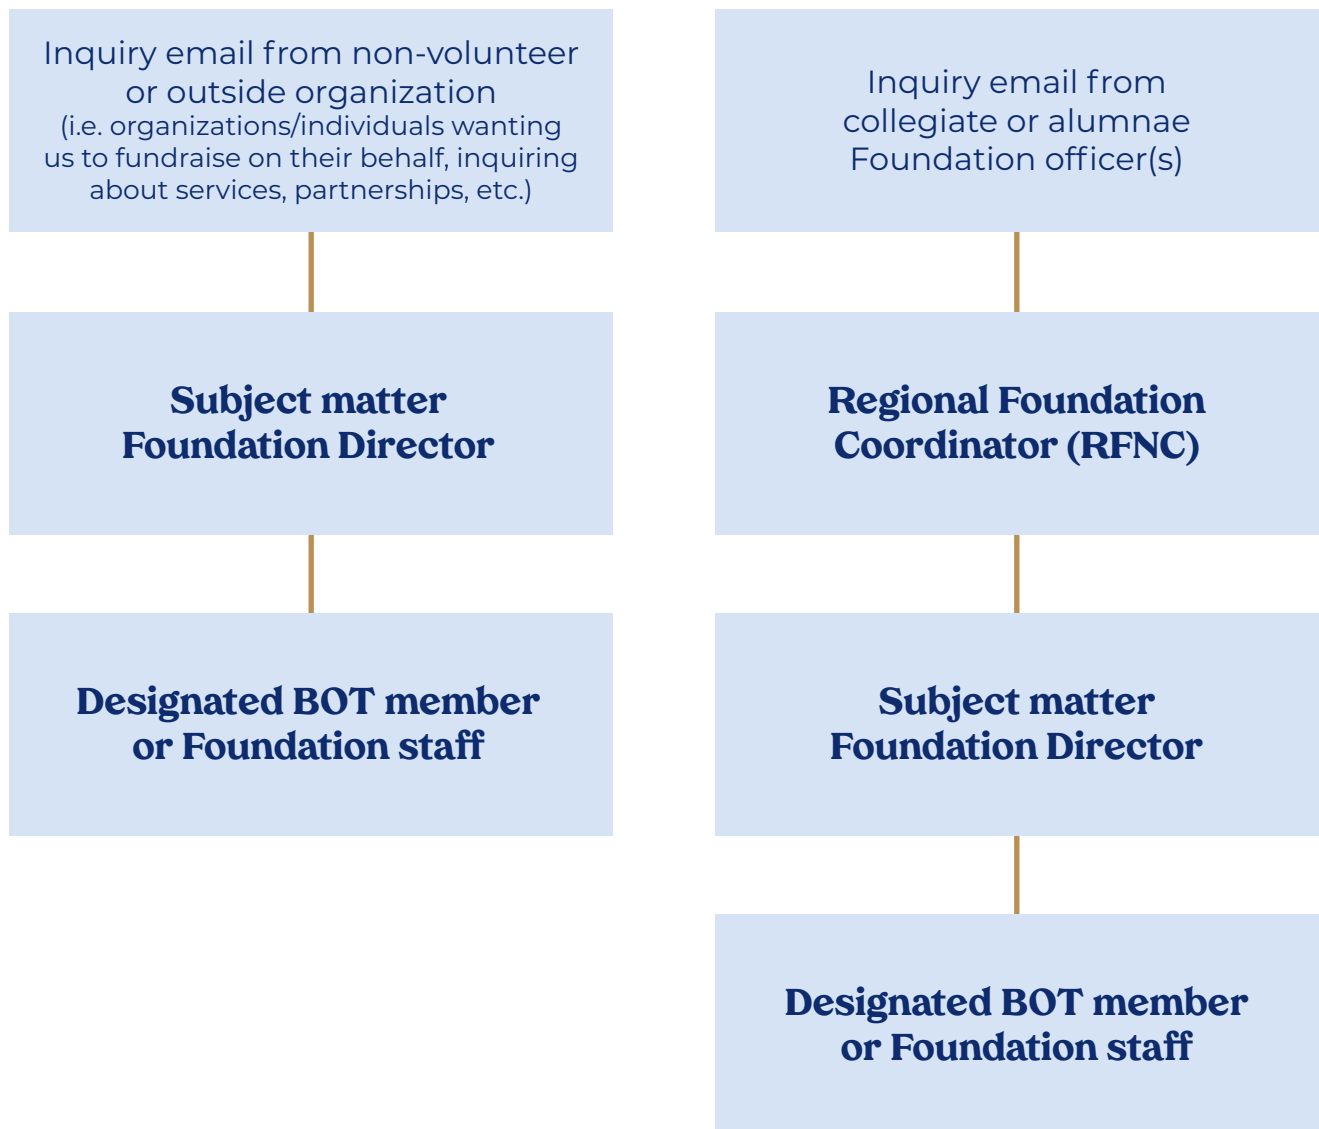 Inquiry email from non-volunteer
or outside organization
(i.e. organizations/individuals wanting
us to fundraise on their behalf, inquiring
about services, partnerships, etc.)
Subject matter
Foundation Director
Designated BOT member
or Foundation staff
Inquiry email from
collegiate or alumnae
Foundation officer(s)
Regional Foundation
Coordinator (RFNC)
Subject matter
Foundation Director
Designated BOT member
or Foundation staff